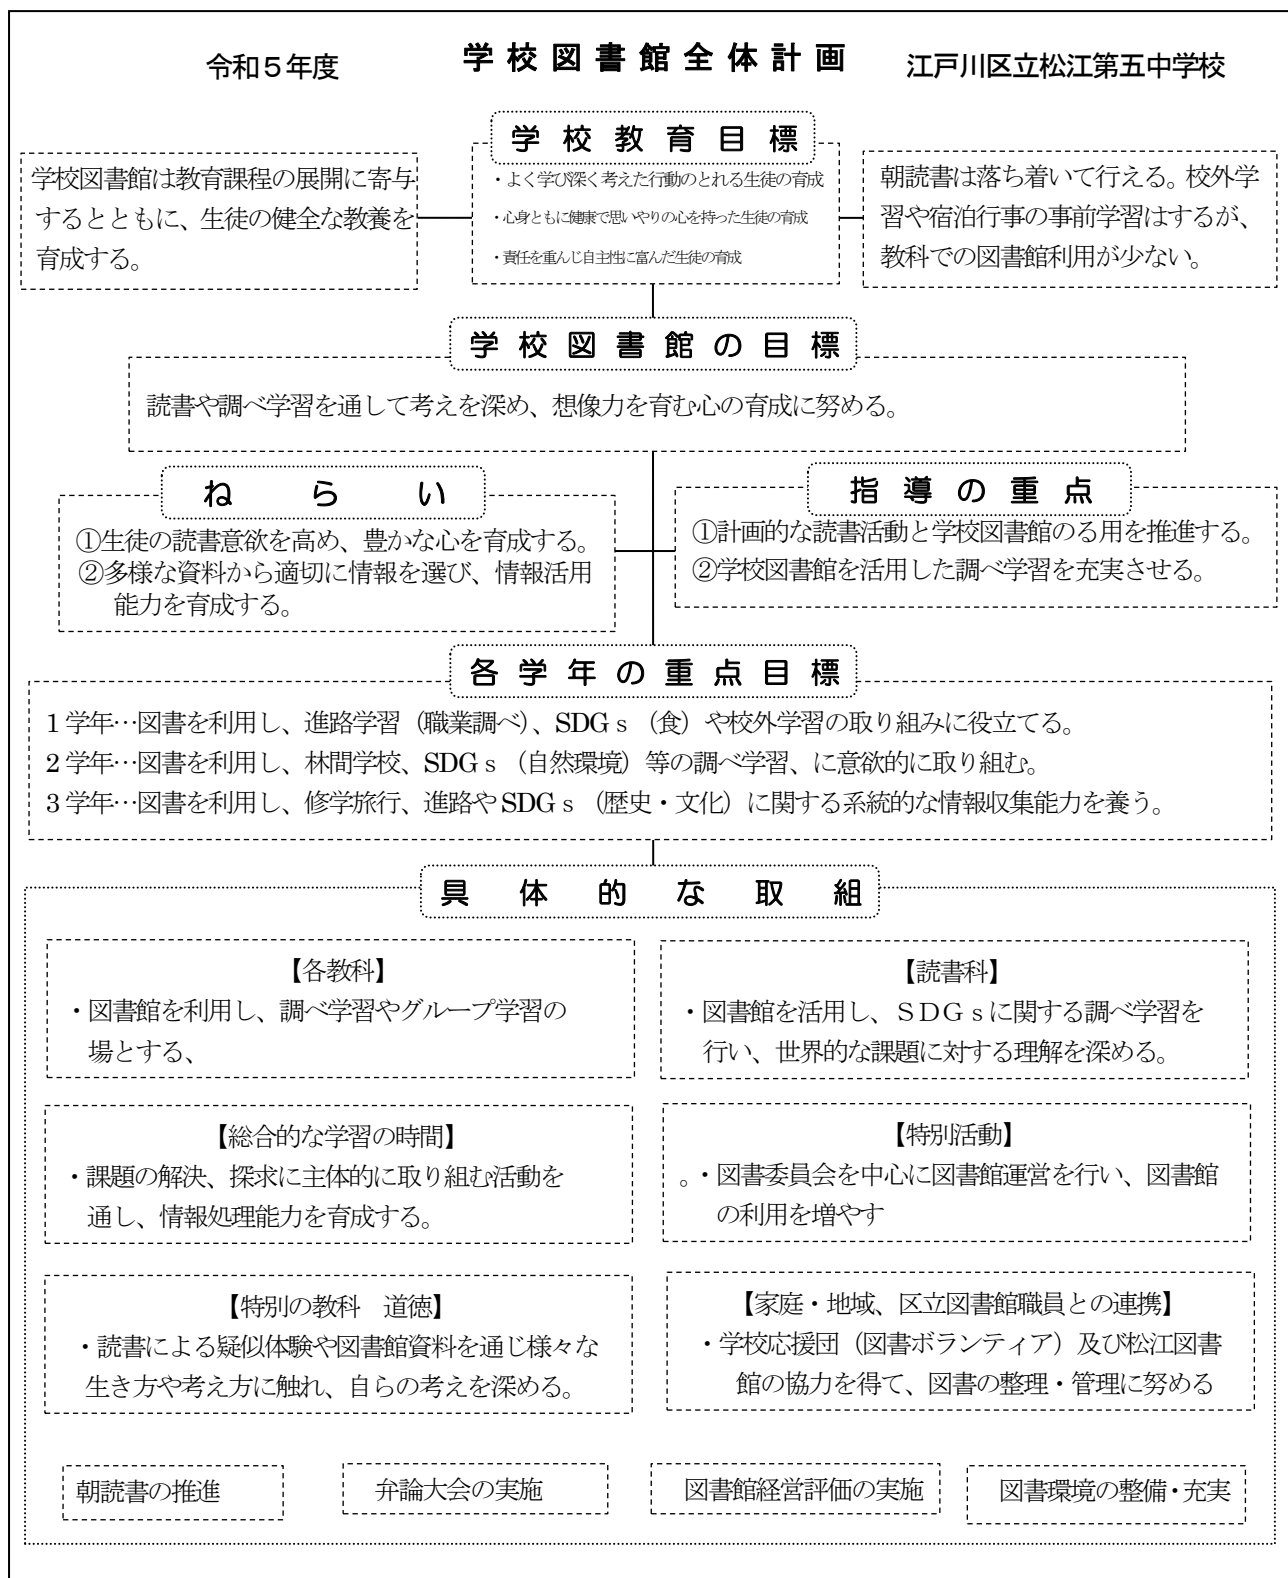 令和５年度
学校図書館全体計画
江戸川区立松江第五中学校
学校教育目標
学校図書館は教育課程の展開に寄与
するとともに、生徒の健全な教養を
育成する。
・よく学び深く考えた行動のとれる生徒の育成
・心身ともに健康で思いやりの心を持った生徒の育成
・責任を重んじ自主性に富んだ生徒の育成
朝読書は落ち着いて行える。校外学
習や宿泊行事の事前学習はするが、
教科での図書館利用が少ない。
学校図書館の目標
読書や調べ学習を通して考えを深め、想像力を育む心の育成に努める。
ねらい
①生徒の読書意欲を高め、豊かな心を育成する。
②多様な資料から適切に情報を選び、情報活用
能力を育成する。
指導の重点
①計画的な読書活動と学校図書館のる用を推進する。
②学校図書館を活用した調べ学習を充実させる。
各学年の重点目標
1学年…図書を利用し、進路学習（職業調べ）、SDGｓ（食）や校外学習の取り組みに役立てる。
2学年…図書を利用し、林間学校、SDGｓ（自然環境）等の調べ学習、に意欲的に取り組む。
3学年…図書を利用し、修学旅行、進路やSDGｓ（歴史・文化）に関する系統的な情報収集能力を養う。
具体的な取組
【各教科】
・図書館を利用し、調べ学習やグループ学習の
場とする、
【読書科】
・図書館を活用し、ＳＤＧｓに関する調べ学習を
行い、世界的な課題に対する理解を深める。
【総合的な学習の時間】
・課題の解決、探求に主体的に取り組む活動を
通し、情報処理能力を育成する。
【特別活動】
。・図書委員会を中心に図書館運営を行い、図書館
の利用を増やす
【特別の教科　道徳】
・読書による疑似体験や図書館資料を通じ様々な
生き方や考え方に触れ、自らの考えを深める。
【家庭・地域、区立図書館職員との連携】
・学校応援団（図書ボランティア）及び松江図書
館の協力を得て、図書の整理・管理に努める
朝読書の推進
弁論大会の実施
図書館経営評価の実施
図書環境の整備・充実